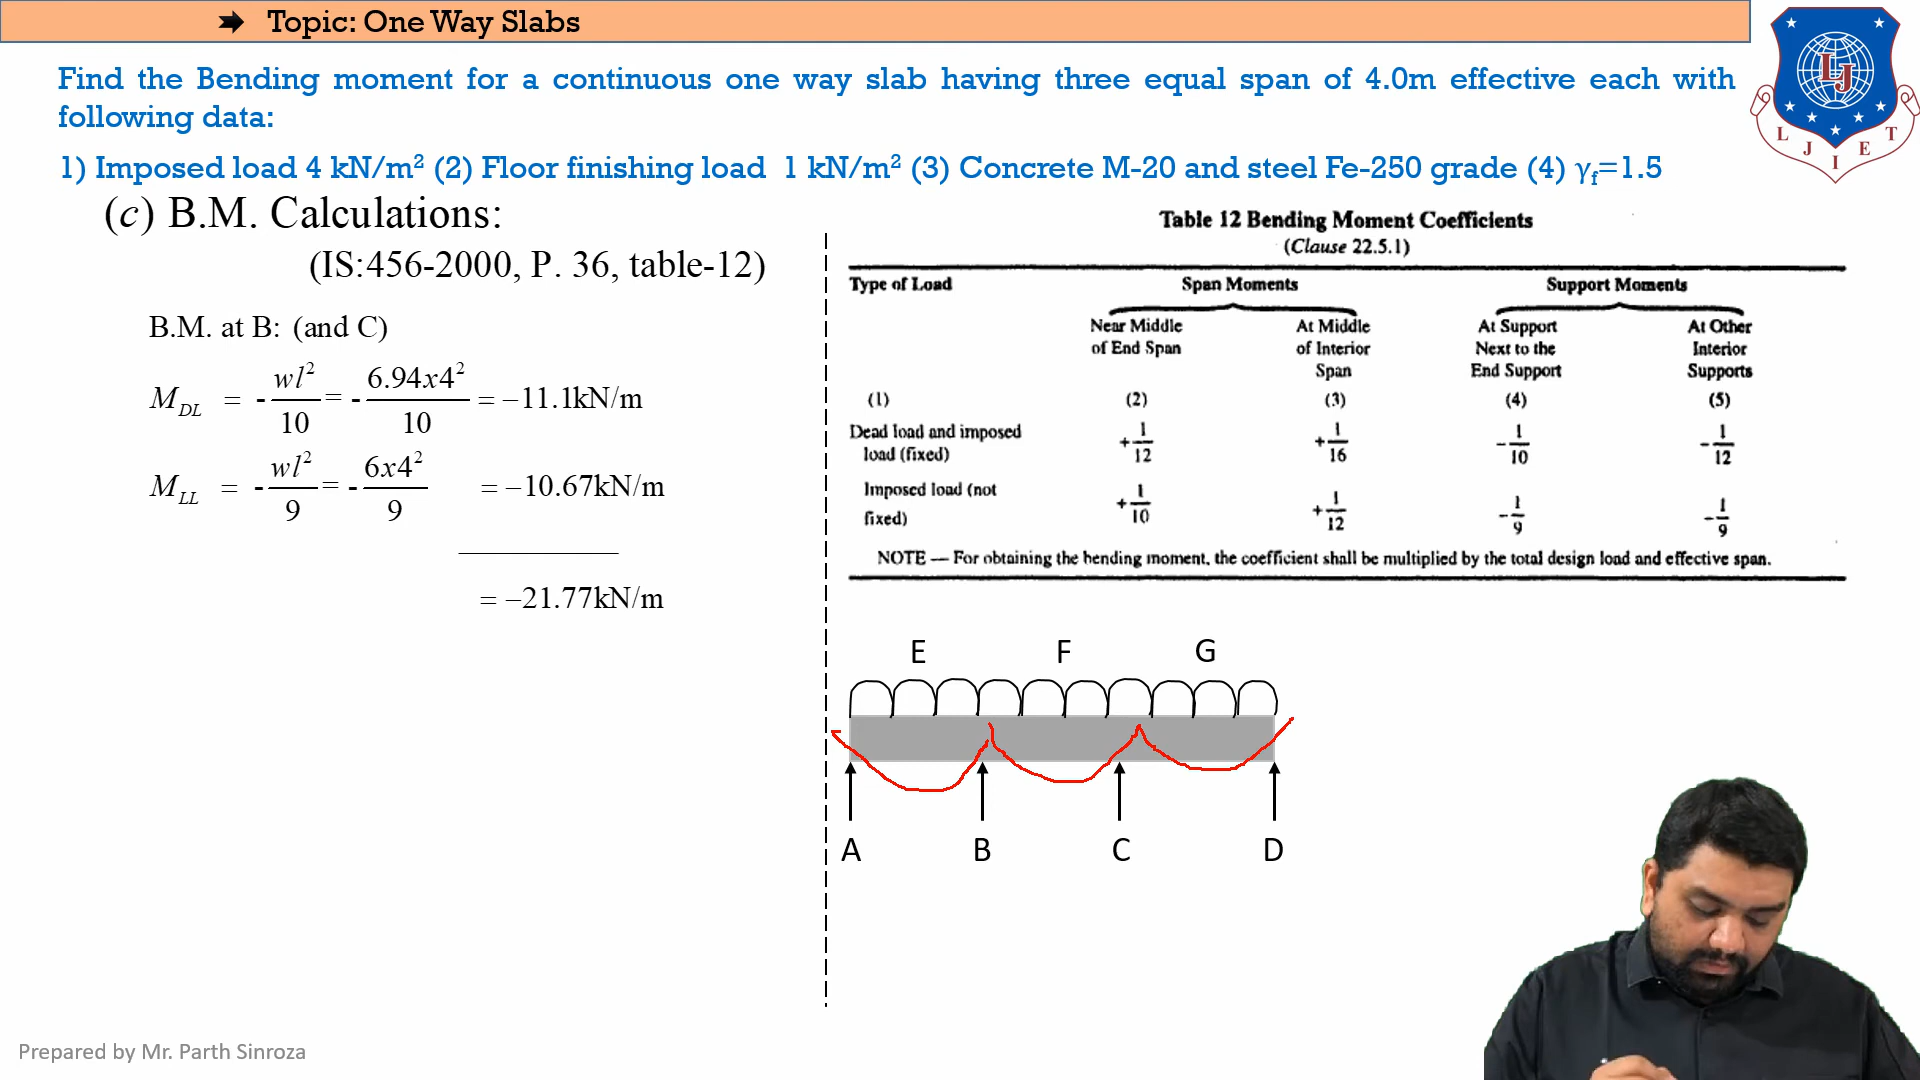 ➡ Topic: One Way Slabs
Find the Bending moment for a continuous one way slab having three equal span of 4.0m effective each with
following data:
1) Imposed load 4 kN/m² (2) Floor finishing load 1 kN/m² (3) Concrete M-20 and steel Fe-250 grade (4) γf=1.5
LJ
L J I E T
(c) B.M. Calculations:
(IS:456-2000, P. 36, table-12)
B.M. at B: (and C)
M_DL = -wl²/10 = -6.94x4²/10 = −11.1kN/m
M_LL = -wl²/9 = -6x4²/9 = −10.67kN/m
= −21.77kN/m
Table 12 Bending Moment Coefficients
(Clause 22.5.1)
Type of Load Span Moments Support Moments
Near Middle of End Span At Middle of Interior Span At Support Next to the End Support At Other Interior Supports
(1) (2) (3) (4) (5)
Dead load and imposed load (fixed) +1/12 +1/16 −1/10 −1/12
Imposed load (not fixed) +1/10 +1/12 −1/9 −1/9
NOTE — For obtaining the bending moment, the coefficient shall be multiplied by the total design load and effective span.
E F G
A B C D
Prepared by Mr. Parth Sinroza